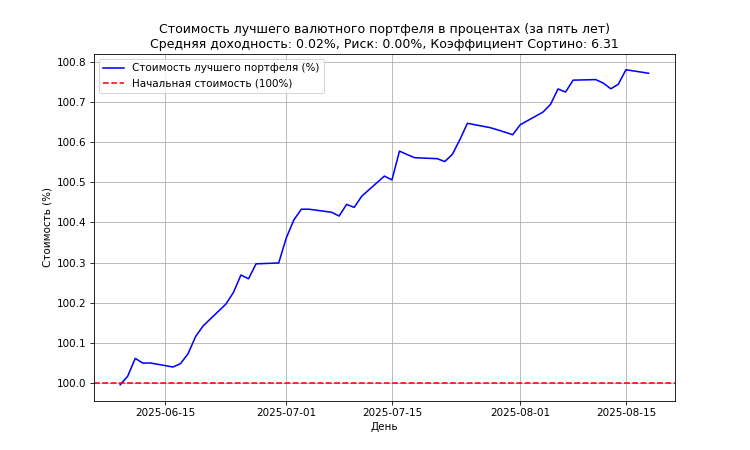 Стоимость лучшего валютного портфеля в процентах (за пять лет)
Средняя доходность: 0.02%, Риск: 0.00%, Коэффициент Сортино: 6.31
Стоимость лучшего портфеля (%)
Начальная стоимость (100%)
Стоимость (%)
100.8
100.7
100.6
100.5
100.4
100.3
100.2
100.1
100.0
2025-06-15
2025-07-01
2025-07-15
2025-08-01
2025-08-15
День